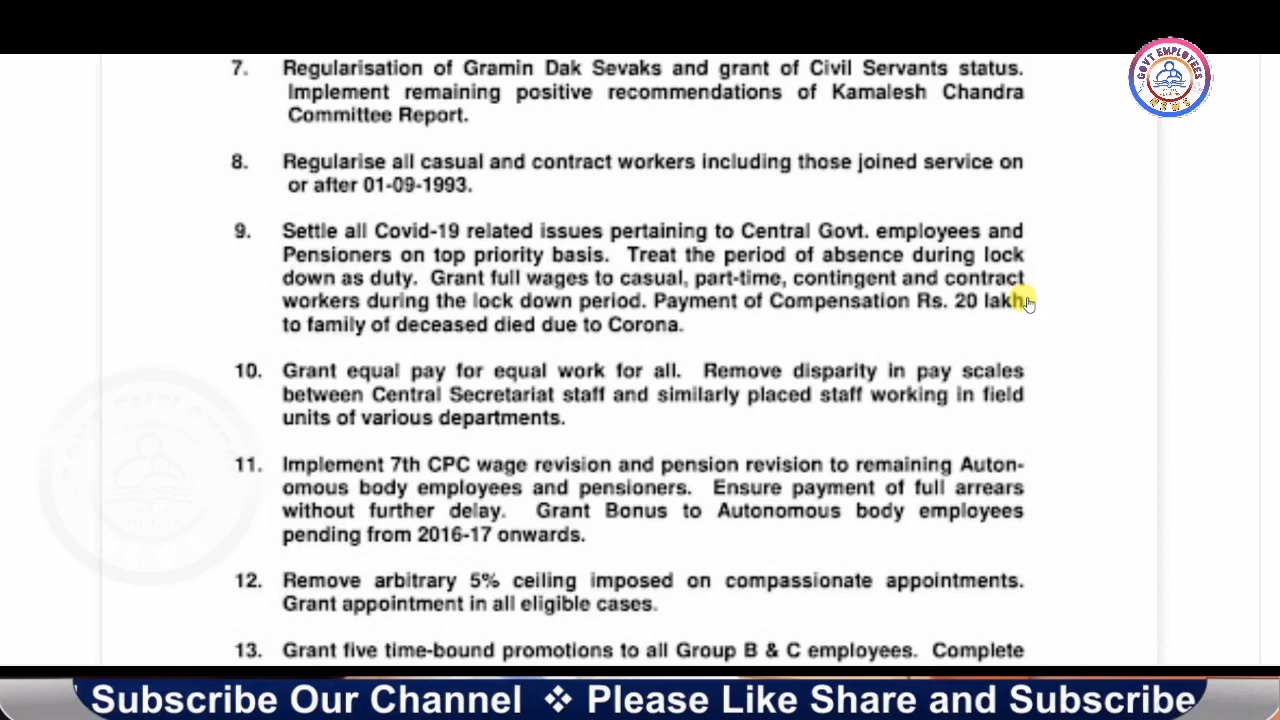 GOVT EMPLOYEES
NEWS
7. Regularisation of Gramin Dak Sevaks and grant of Civil Servants status.
Implement remaining positive recommendations of Kamalesh Chandra
Committee Report.
8. Regularise all casual and contract workers including those joined service on
or after 01-09-1993.
9. Settle all Covid-19 related issues pertaining to Central Govt. employees and
Pensioners on top priority basis. Treat the period of absence during lock
down as duty. Grant full wages to casual, part-time, contingent and contract
workers during the lock down period. Payment of Compensation Rs. 20 lakh
to family of deceased died due to Corona.
10. Grant equal pay for equal work for all. Remove disparity in pay scales
between Central Secretariat staff and similarly placed staff working in field
units of various departments.
11. Implement 7th CPC wage revision and pension revision to remaining Auton-
omous body employees and pensioners. Ensure payment of full arrears
without further delay. Grant Bonus to Autonomous body employees
pending from 2016-17 onwards.
12. Remove arbitrary 5% ceiling imposed on compassionate appointments.
Grant appointment in all eligible cases.
13. Grant five time-bound promotions to all Group B & C employees. Complete
Subscribe Our Channel ❖ Please Like Share and Subscribe